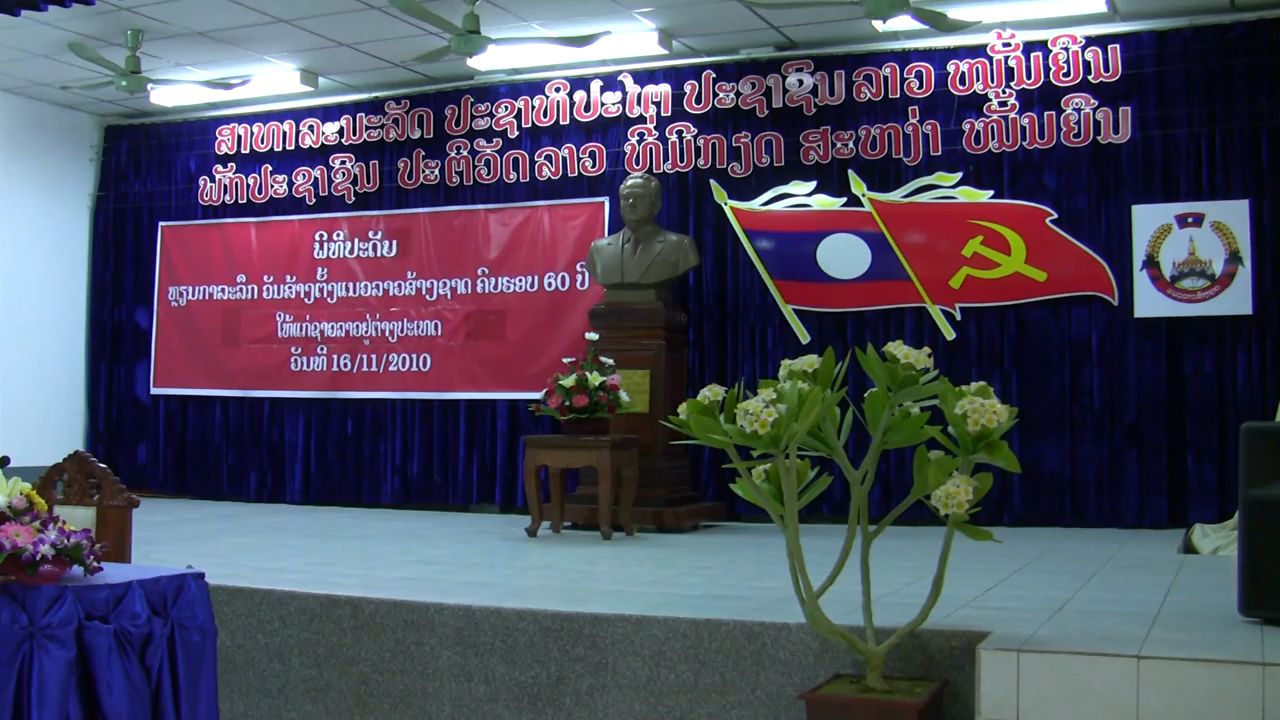 ສາທາລະນະລັດ ປະຊາທິປະໄຕ ປະຊາຊົນ ລາວ ໝັ້ນຍືນ
ພັກປະຊາຊົນ ປະຕິວັດລາວ ທີ່ມີກຽດ ສະຫງ່າ ໝັ້ນຍືນ
ພິທີປະດັບ
ຫຼຽນກາລະລຶກ ວັນສ້າງຕັ້ງແນວລາວສ້າງຊາດ ຄົບຮອບ 60 ປີ
ໃຫ້ແກ່ຊາວລາວຢູ່ຕ່າງປະເທດ
ວັນທີ 16/11/2010